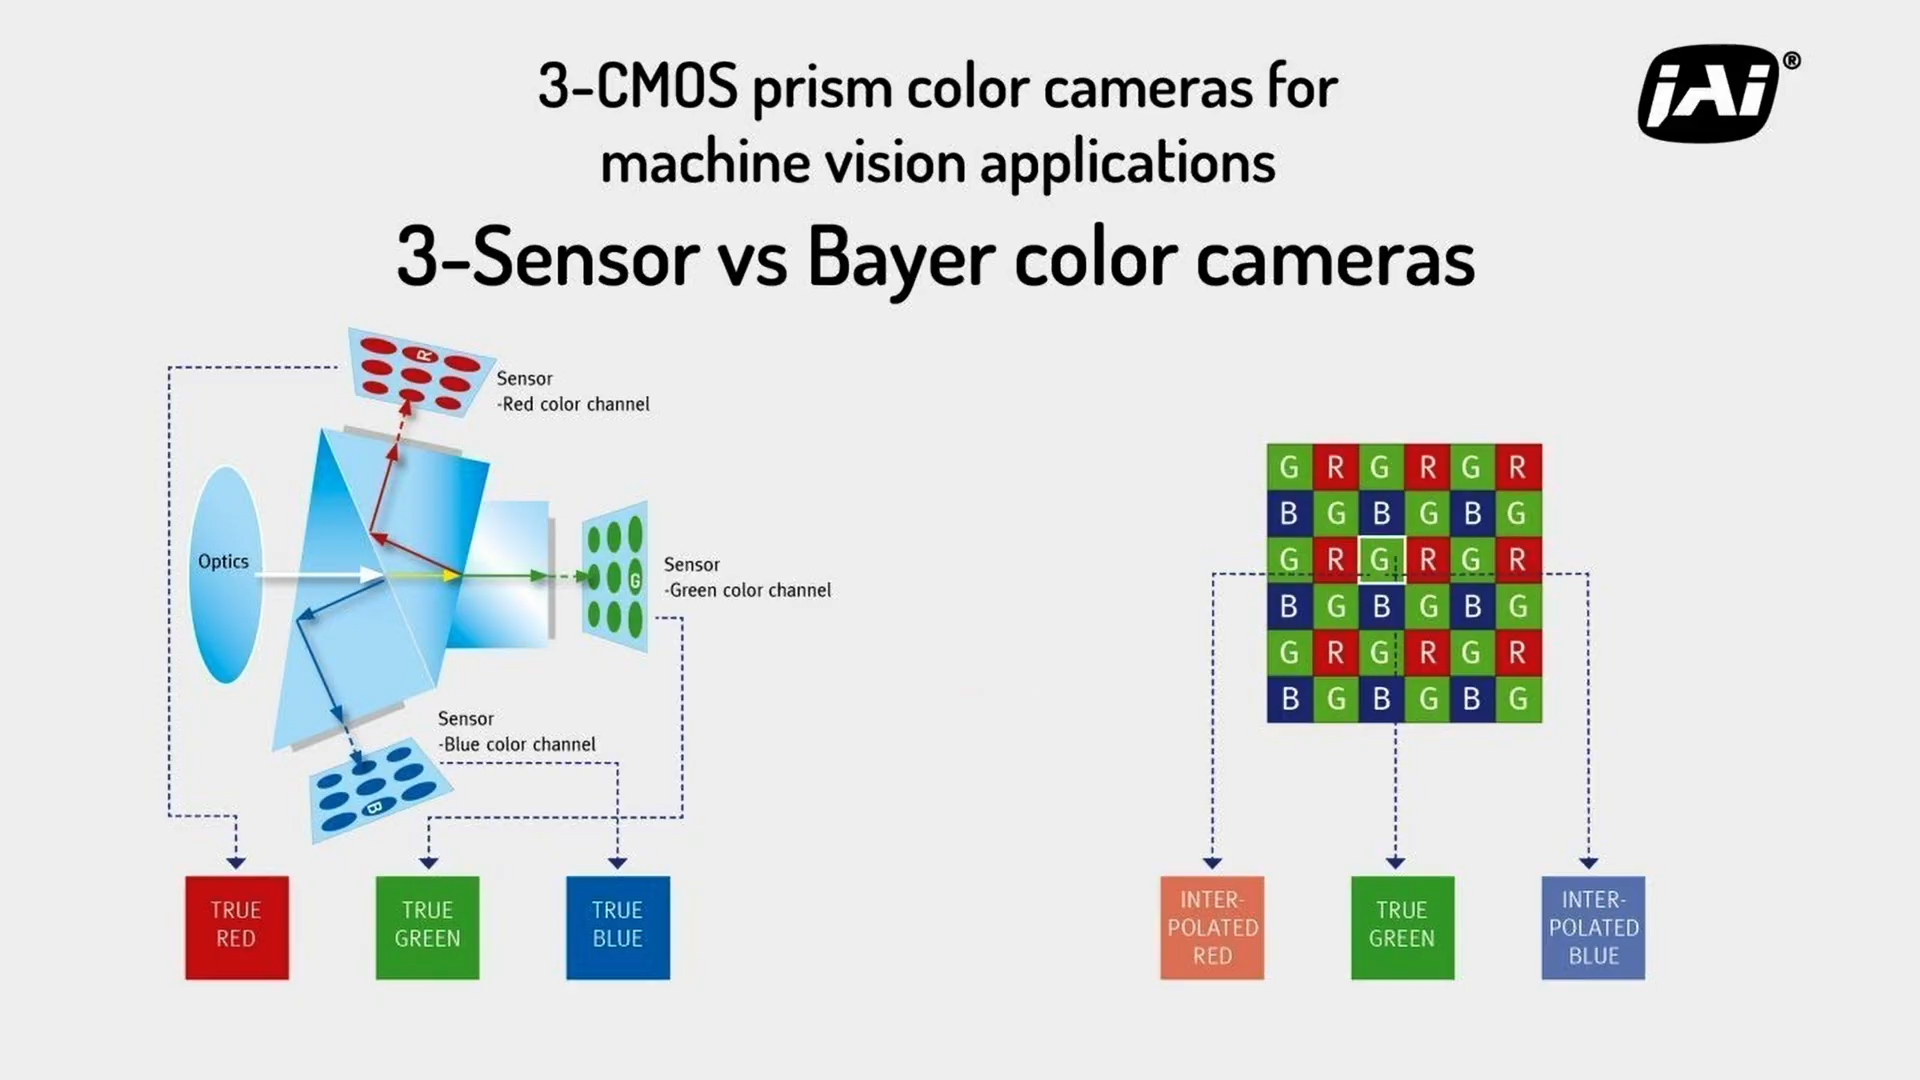 3-CMOS prism color cameras for
machine vision applications
jAi®
3-Sensor vs Bayer color cameras
R
Sensor
-Red color channel
Optics
G
Sensor
-Green color channel
Sensor
-Blue color channel
B
TRUE
RED
TRUE
GREEN
TRUE
BLUE
G R G R G R
B G B G B G
G R G R G R
B G B G B G
G R G R G R
B G B G B G
INTER-
POLATED
RED
TRUE
GREEN
INTER-
POLATED
BLUE